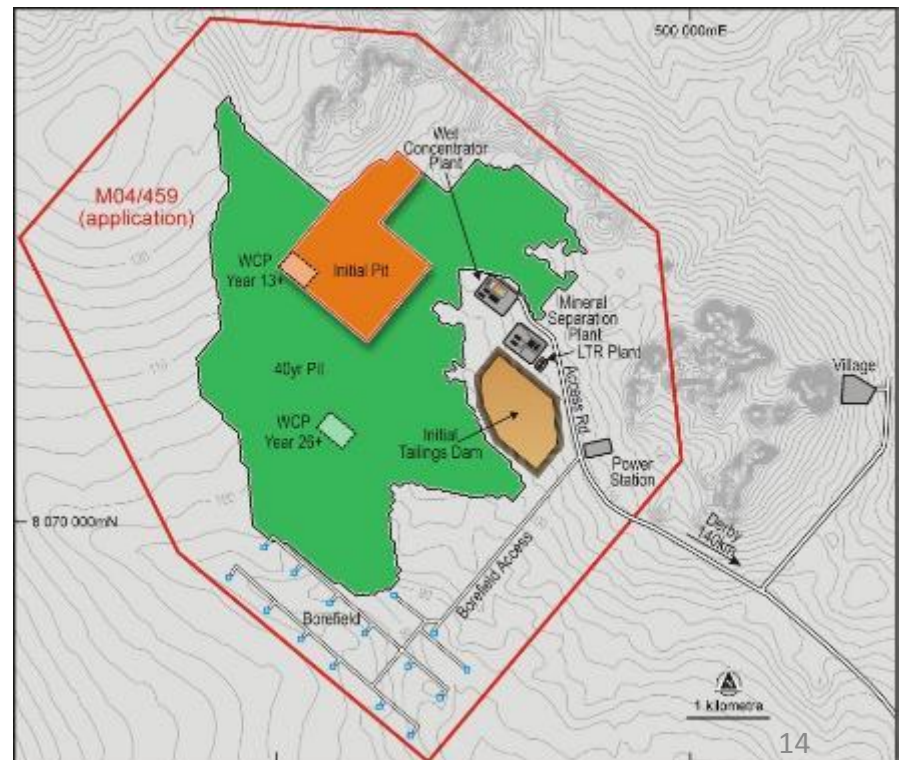 500 000mE
Wet
Concentrator
Plant
M04/459
(application)
WCP
Year 13+
Initial Pit
Mineral
Separation
Plant
LTR Plant
40yr Pit
Village
Access Rd
WCP
Year 26+
Initial
Tailings Dam
Power
Station
8 070 000mN
Derby
140km
Borefield Access
Borefield
1 kilometre
14